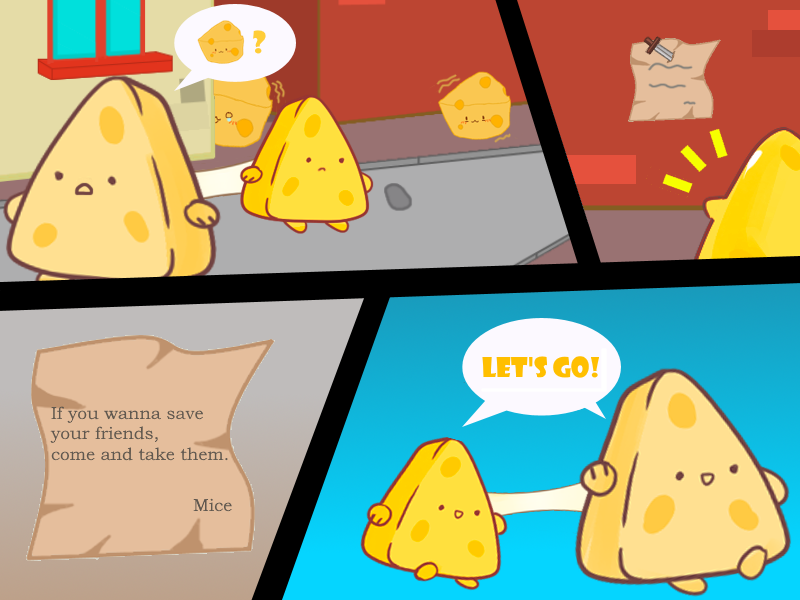 ?
If you wanna save
your friends,
come and take them.
Mice
LET'S GO!